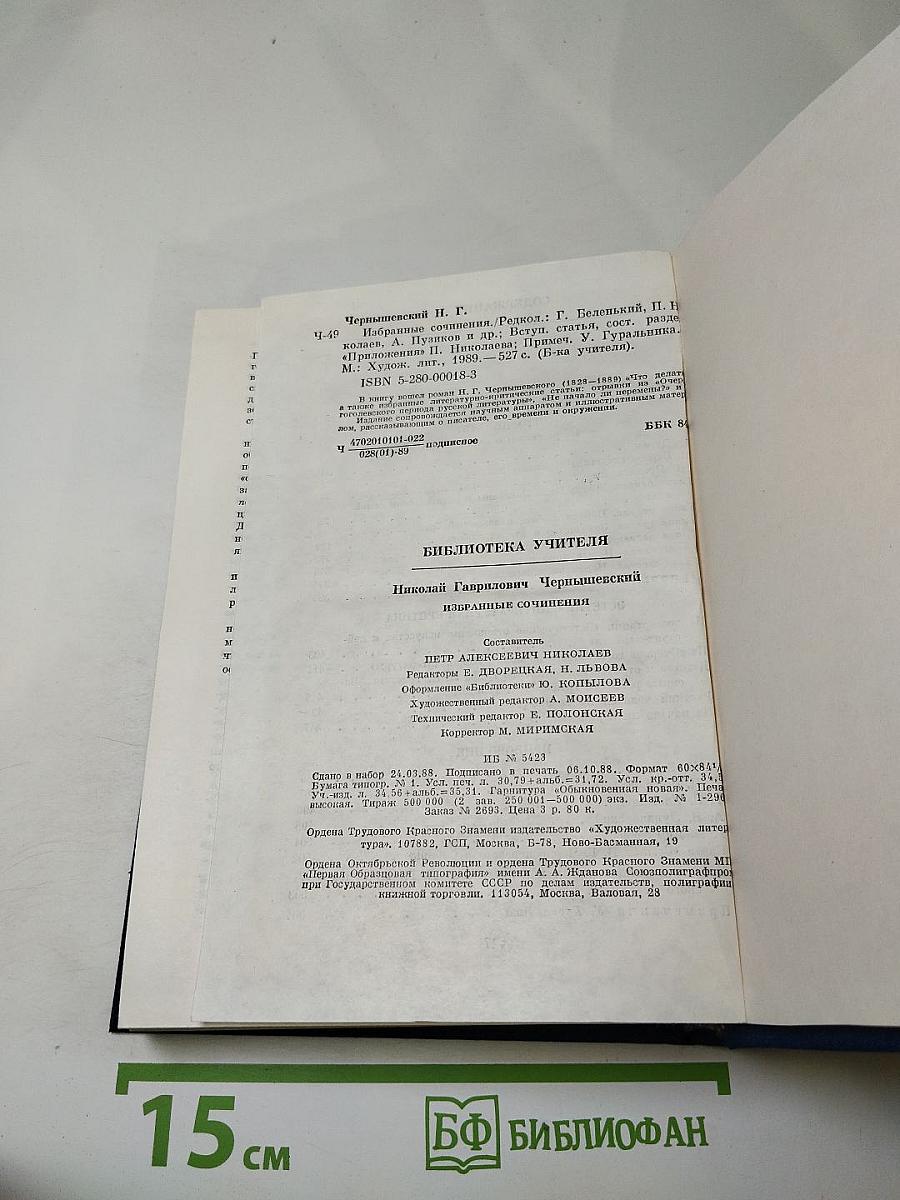 Чернышевский Н. Г.
Ч-49 Избранные сочинения./Редкол.: Г. Беленький, П. Н
колаев, А. Пузиков и др.; Вступ. статья, сост. разде
«Приложения» П. Николаева; Примеч. У. Гуральника.
М.: Худож. лит., 1989.—527 с. (Б-ка учителя).
ISBN 5-280-00018-3
В книгу вошел роман Н. Г. Чернышевского (1828—1889) «Что делат
а также избранные литературно-критические статьи: отрывки из «Очер
гоголевского периода русской литературы», «Не начало ли перемены?» и
Издание сопровождается научным аппаратом и иллюстративным матер
лом, рассказывающим о писателе, его времени и окружении.
Ч 4702010101-022 подписное
028(01)-89
ББК 84
БИБЛИОТЕКА УЧИТЕЛЯ
Николай Гаврилович Чернышевский
ИЗБРАННЫЕ СОЧИНЕНИЯ
Составитель
ПЕТР АЛЕКСЕЕВИЧ НИКОЛАЕВ
Редакторы Е. ДВОРЕЦКАЯ, Н. ЛЬВОВА
Оформление «Библиотеки» Ю. КОПЫЛОВА
Художественный редактор А. МОИСЕЕВ
Технический редактор Е. ПОЛОНСКАЯ
Корректор М. МИРИМСКАЯ
ИБ № 5423
Сдано в набор 24.03.88. Подписано в печать 06.10.88. Формат 60×84¹/
Бумага типогр. № 1. Усл. печ. л. 30,79+альб.=31,72. Усл. кр.-отт. 34,
Уч.-изд. л. 34,56+альб.=35,31. Гарнитура «Обыкновенная новая». Печа
высокая. Тираж 500 000 (2 зав. 250 001—500 000) экз. Изд. № 1-290
Заказ № 2693. Цена 3 р. 80 к.
Ордена Трудового Красного Знамени издательство «Художественная литер
тура». 107882, ГСП, Москва, Б-78, Ново-Басманная, 19
Ордена Октябрьской Революции и ордена Трудового Красного Знамени МП
«Первая Образцовая типография» имени А. А. Жданова Союзполиграфпро
при Государственном комитете СССР по делам издательств, полиграфии
книжной торговли. 113054, Москва, Валовая, 28
15 см
БФ БИБЛИОФАН